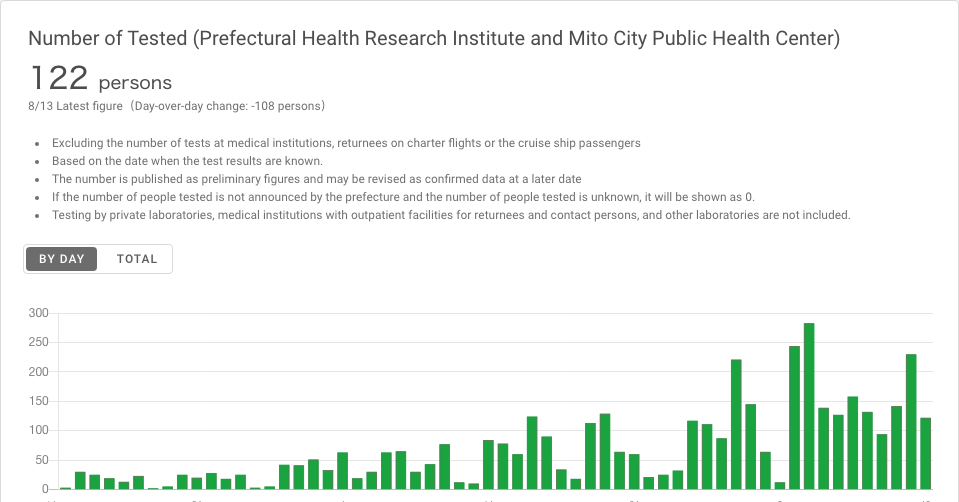 Number of Tested (Prefectural Health Research Institute and Mito City Public Health Center)
122 persons
8/13 Latest figure（Day-over-day change: -108 persons）
• Excluding the number of tests at medical institutions, returnees on charter flights or the cruise ship passengers
• Based on the date when the test results are known.
• The number is published as preliminary figures and may be revised as confirmed data at a later date
• If the number of people tested is not announced by the prefecture and the number of people tested is unknown, it will be shown as 0.
• Testing by private laboratories, medical institutions with outpatient facilities for returnees and contact persons, and other laboratories are not included.
BY DAY TOTAL
300
250
200
150
100
50
0